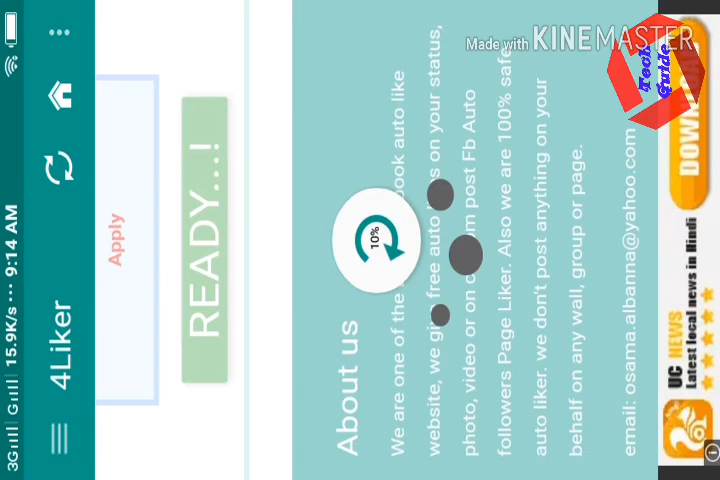 3G G 15.9K/s ··· 9:14 AM
4Liker
Apply
READY...!
10%
About us
We are one of the book auto like
website, we give free auto on your status,
photo, video or on post Fb Auto
followers Page Liker. Also we are 100% safe
auto liker. we don't post anything on your
behalf on any wall, group or page.
email: osama.albanna@yahoo.com
UC NEWS
Latest local news in Hindi
DOWNLOA
Made with KINEMASTER
Tech
Guide